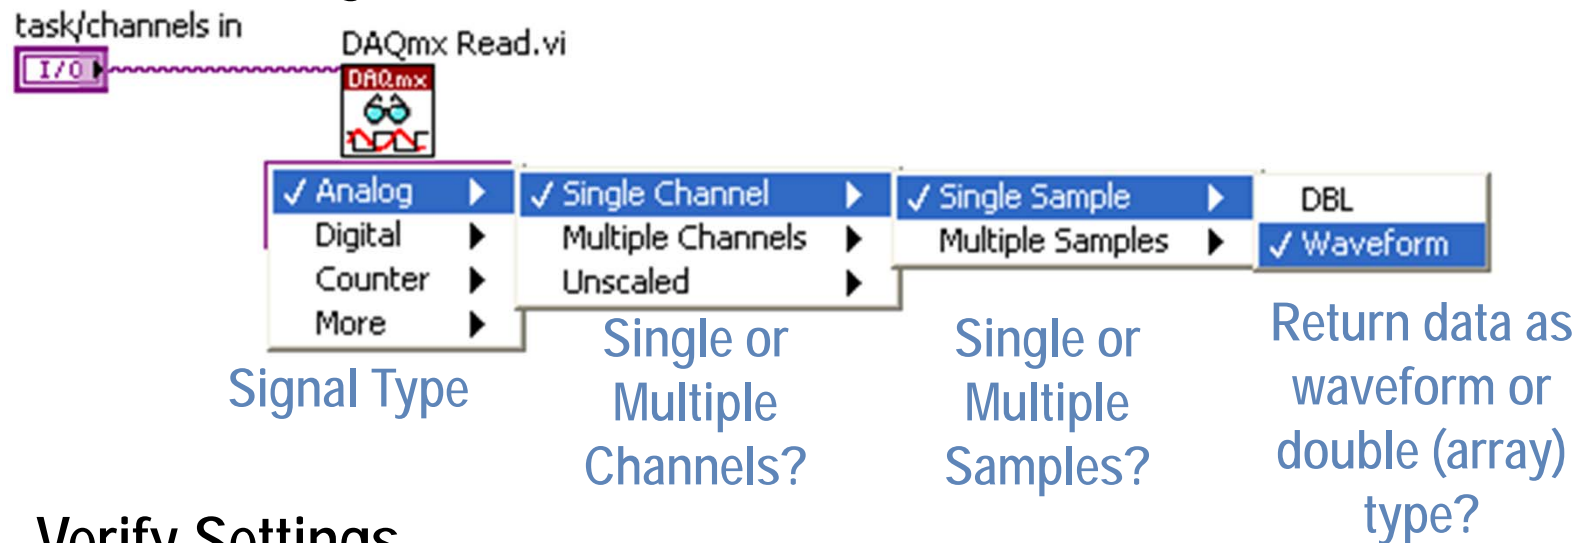 task/channels in
DAQmx Read.vi
I/O
DAQmx
✓ Analog
Digital
Counter
More
✓ Single Channel
Multiple Channels
Unscaled
✓ Single Sample
Multiple Samples
DBL
✓ Waveform
Signal Type
Single or
Multiple
Channels?
Single or
Multiple
Samples?
Return data as
waveform or
double (array)
type?
Verify Settings